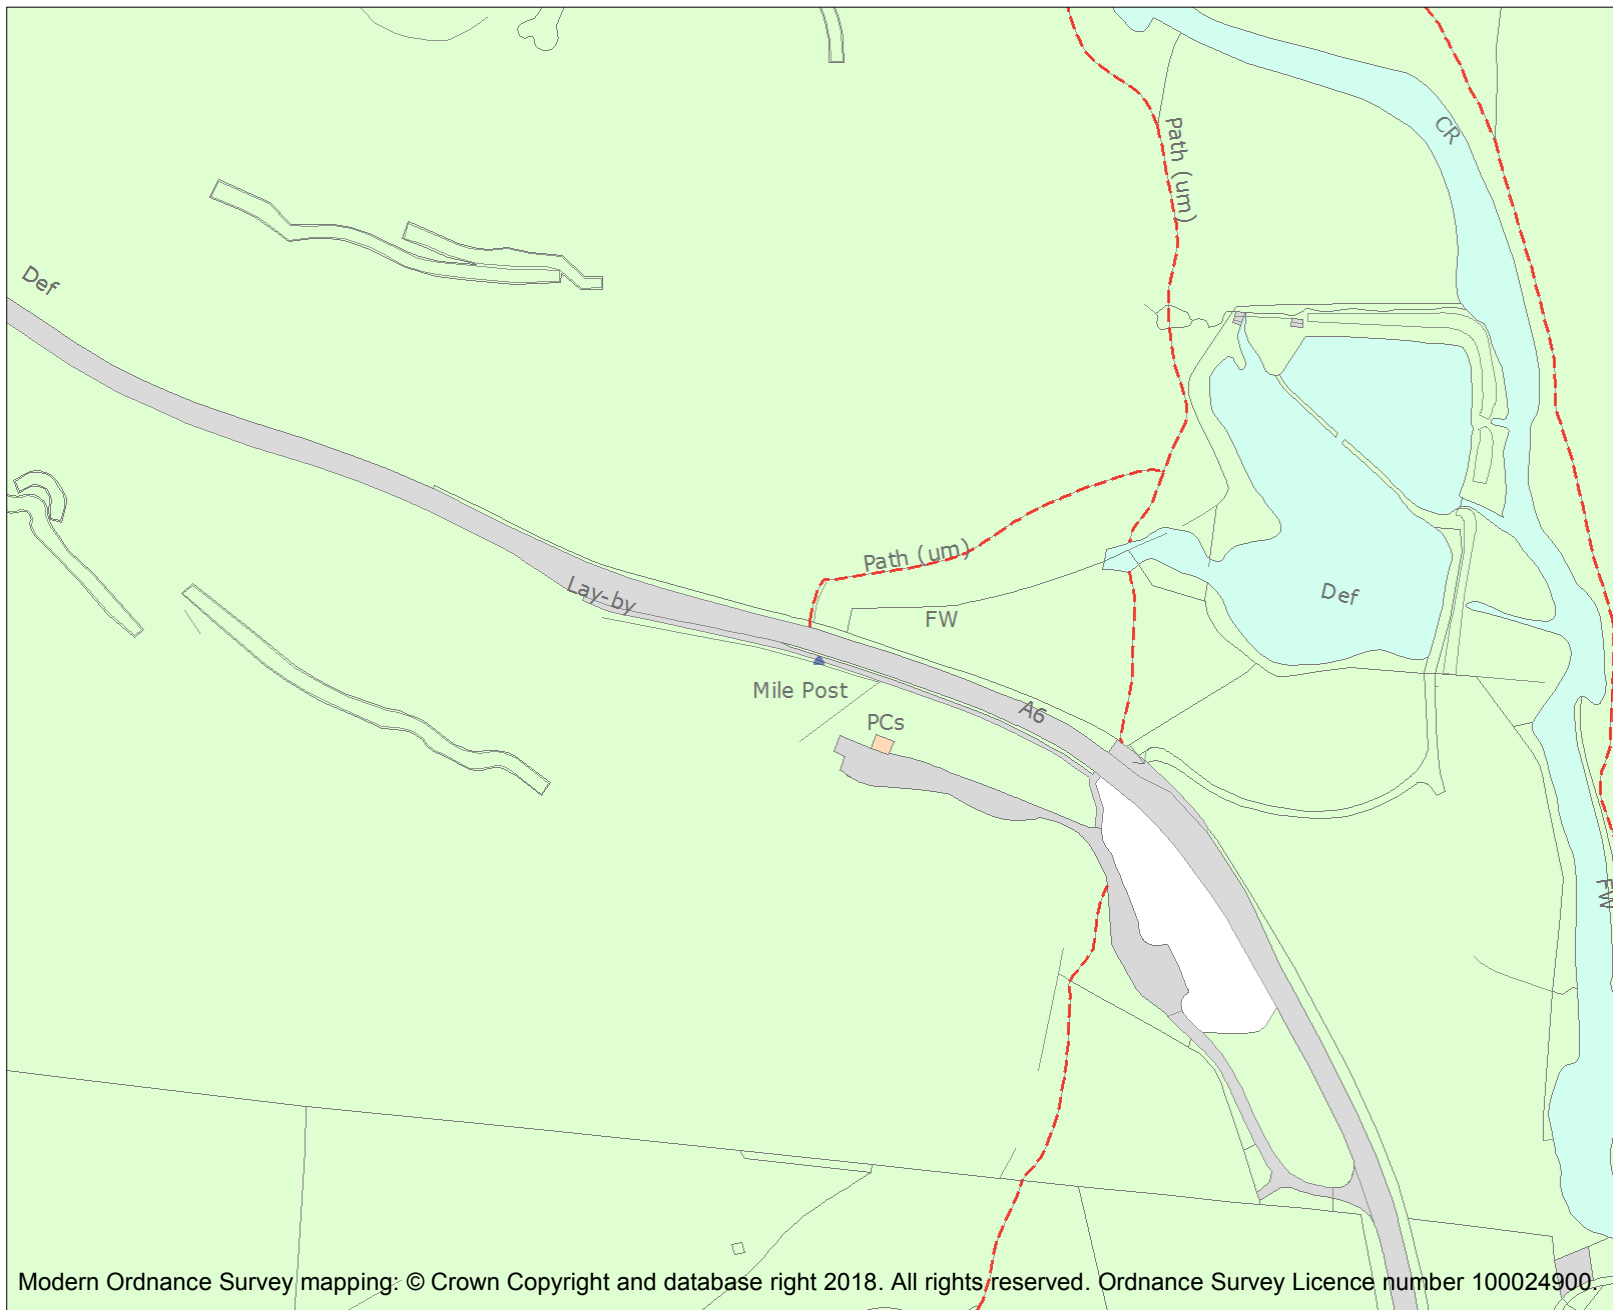 Path (um)
CR
Def
Path (um)
Lay-by
Def
FW
Mile Post
A6
PCs
FW
Modern Ordnance Survey mapping: © Crown Copyright and database right 2018. All rights reserved. Ordnance Survey Licence number 100024900.